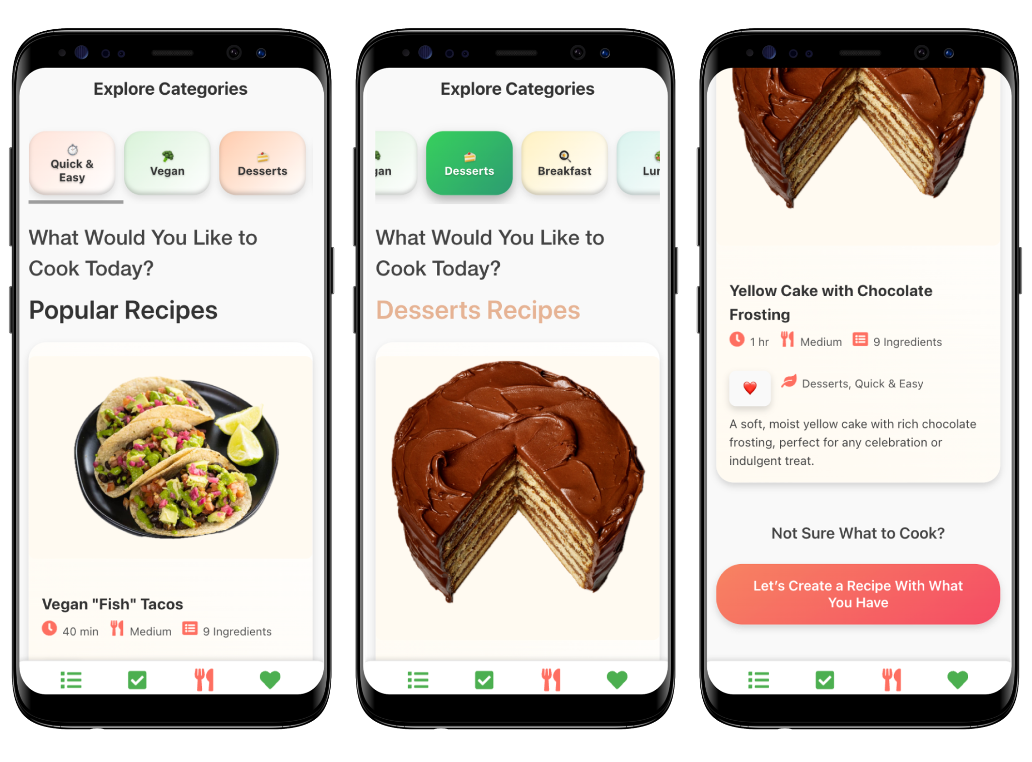 Explore Categories
Quick &
Easy
Vegan
Desserts
What Would You Like to
Cook Today?
Popular Recipes
Vegan "Fish" Tacos
40 min Medium 9 Ingredients
Explore Categories
gan
Desserts
Breakfast
Lun
What Would You Like to
Cook Today?
Desserts Recipes
Yellow Cake with Chocolate
Frosting
1 hr Medium 9 Ingredients
Desserts, Quick & Easy
A soft, moist yellow cake with rich chocolate
frosting, perfect for any celebration or
indulgent treat.
Not Sure What to Cook?
Let's Create a Recipe With What
You Have